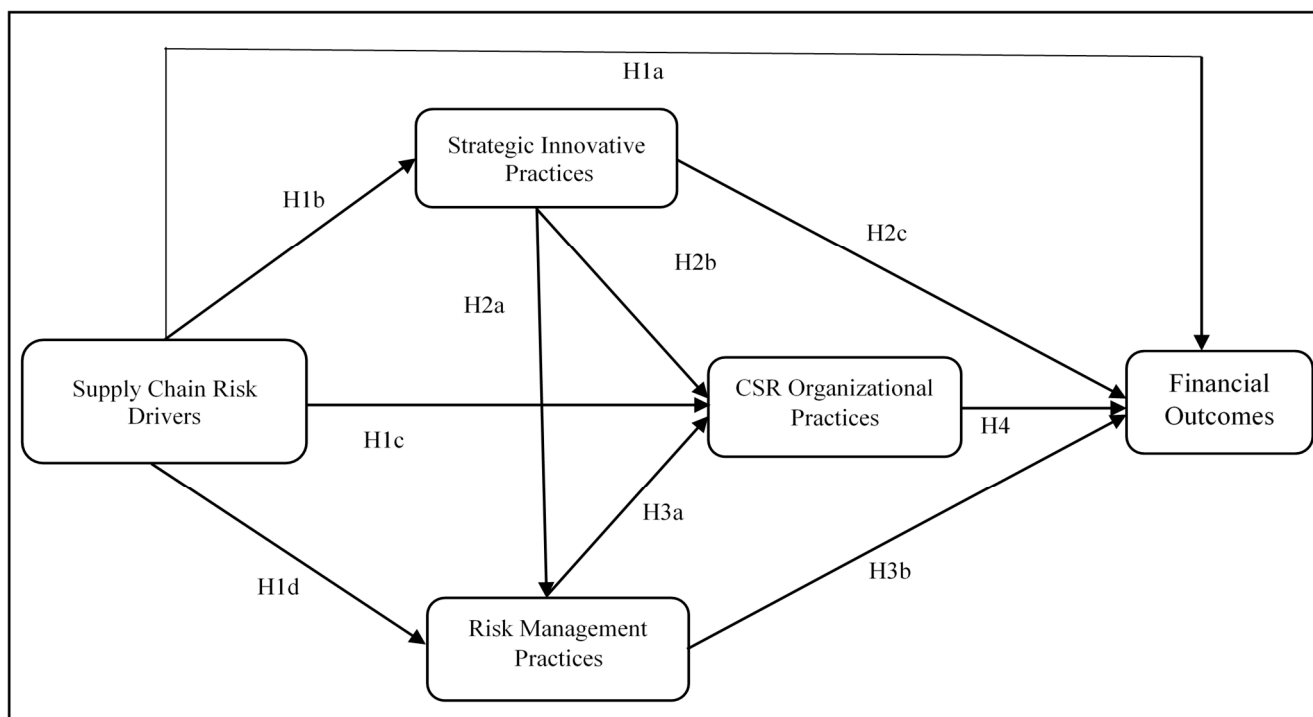 H1a
Strategic Innovative
Practices
H1b
H2c
H2b
H2a
Supply Chain Risk
Drivers
CSR Organizational
Practices
Financial
Outcomes
H1c
H4
H3a
H3b
H1d
Risk Management
Practices